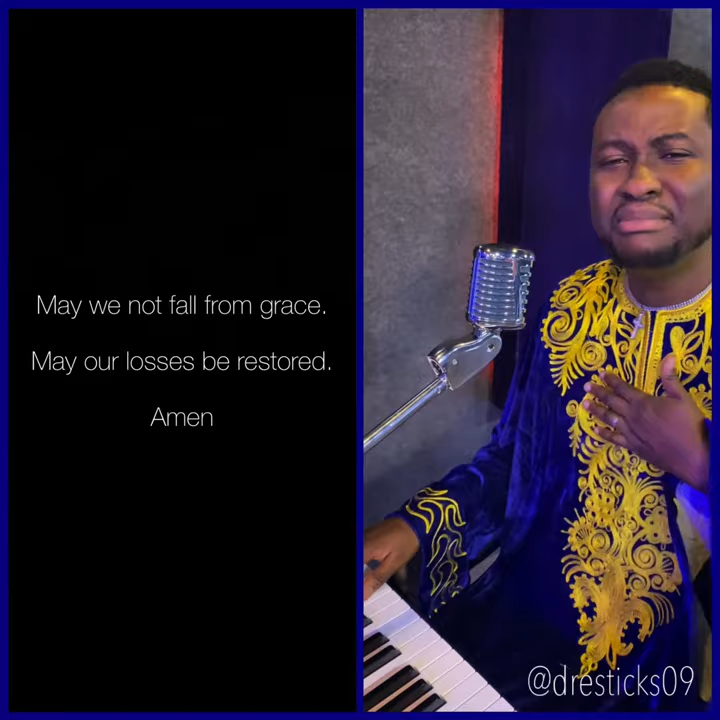 May we not fall from grace.
May our losses be restored.
Amen
@dresticks09